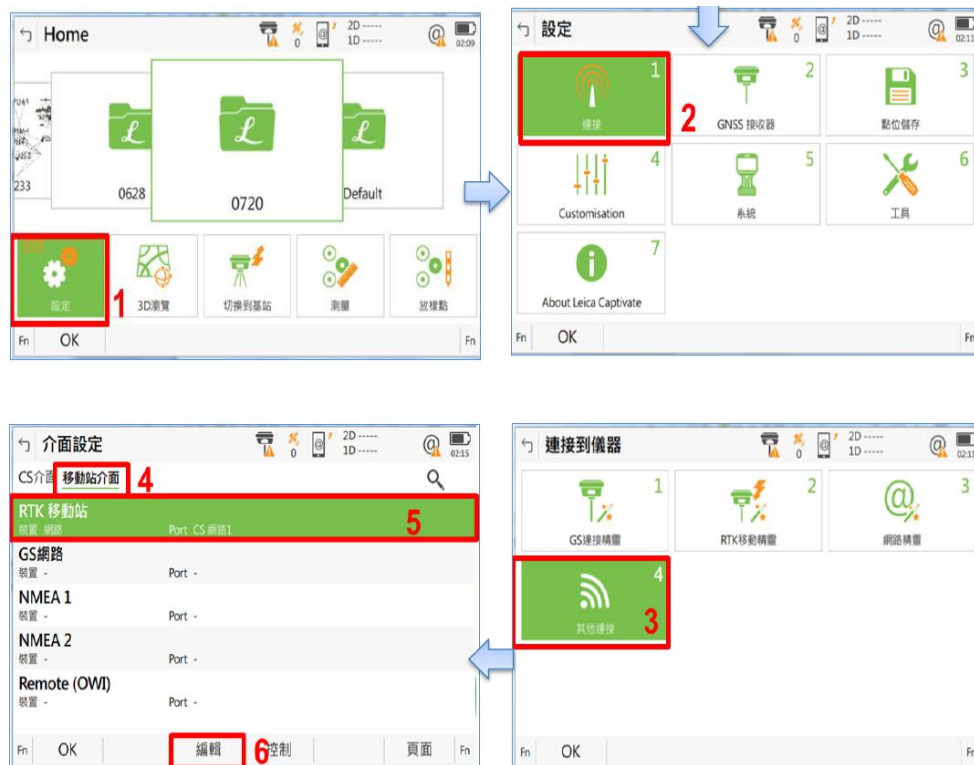 Home
2D -----
1D -----
0
02:09
233
0628
0720
Default
設定
1
3D瀏覽
切換到基站
測量
放樣點
Fn
OK
Fn
設定
2D -----
1D -----
0
02:11
1
連接
2
2
GNSS 接收器
3
點位儲存
4
Customisation
5
系統
6
工具
7
About Leica Captivate
Fn
OK
Fn
連接到儀器
2D -----
1D -----
0
02:11
1
GS連接精靈
2
RTK移動精靈
3
網路精靈
4
其他連接
3
Fn
OK
Fn
介面設定
2D -----
1D -----
0
02:15
CS介面
移動站介面
4
RTK 移動站
裝置 網路
Port CS 網路1
5
GS網路
裝置 -
Port -
NMEA 1
裝置 -
Port -
NMEA 2
裝置 -
Port -
Remote (OWI)
裝置 -
Port -
Fn
OK
編輯
6
控制
頁面
Fn